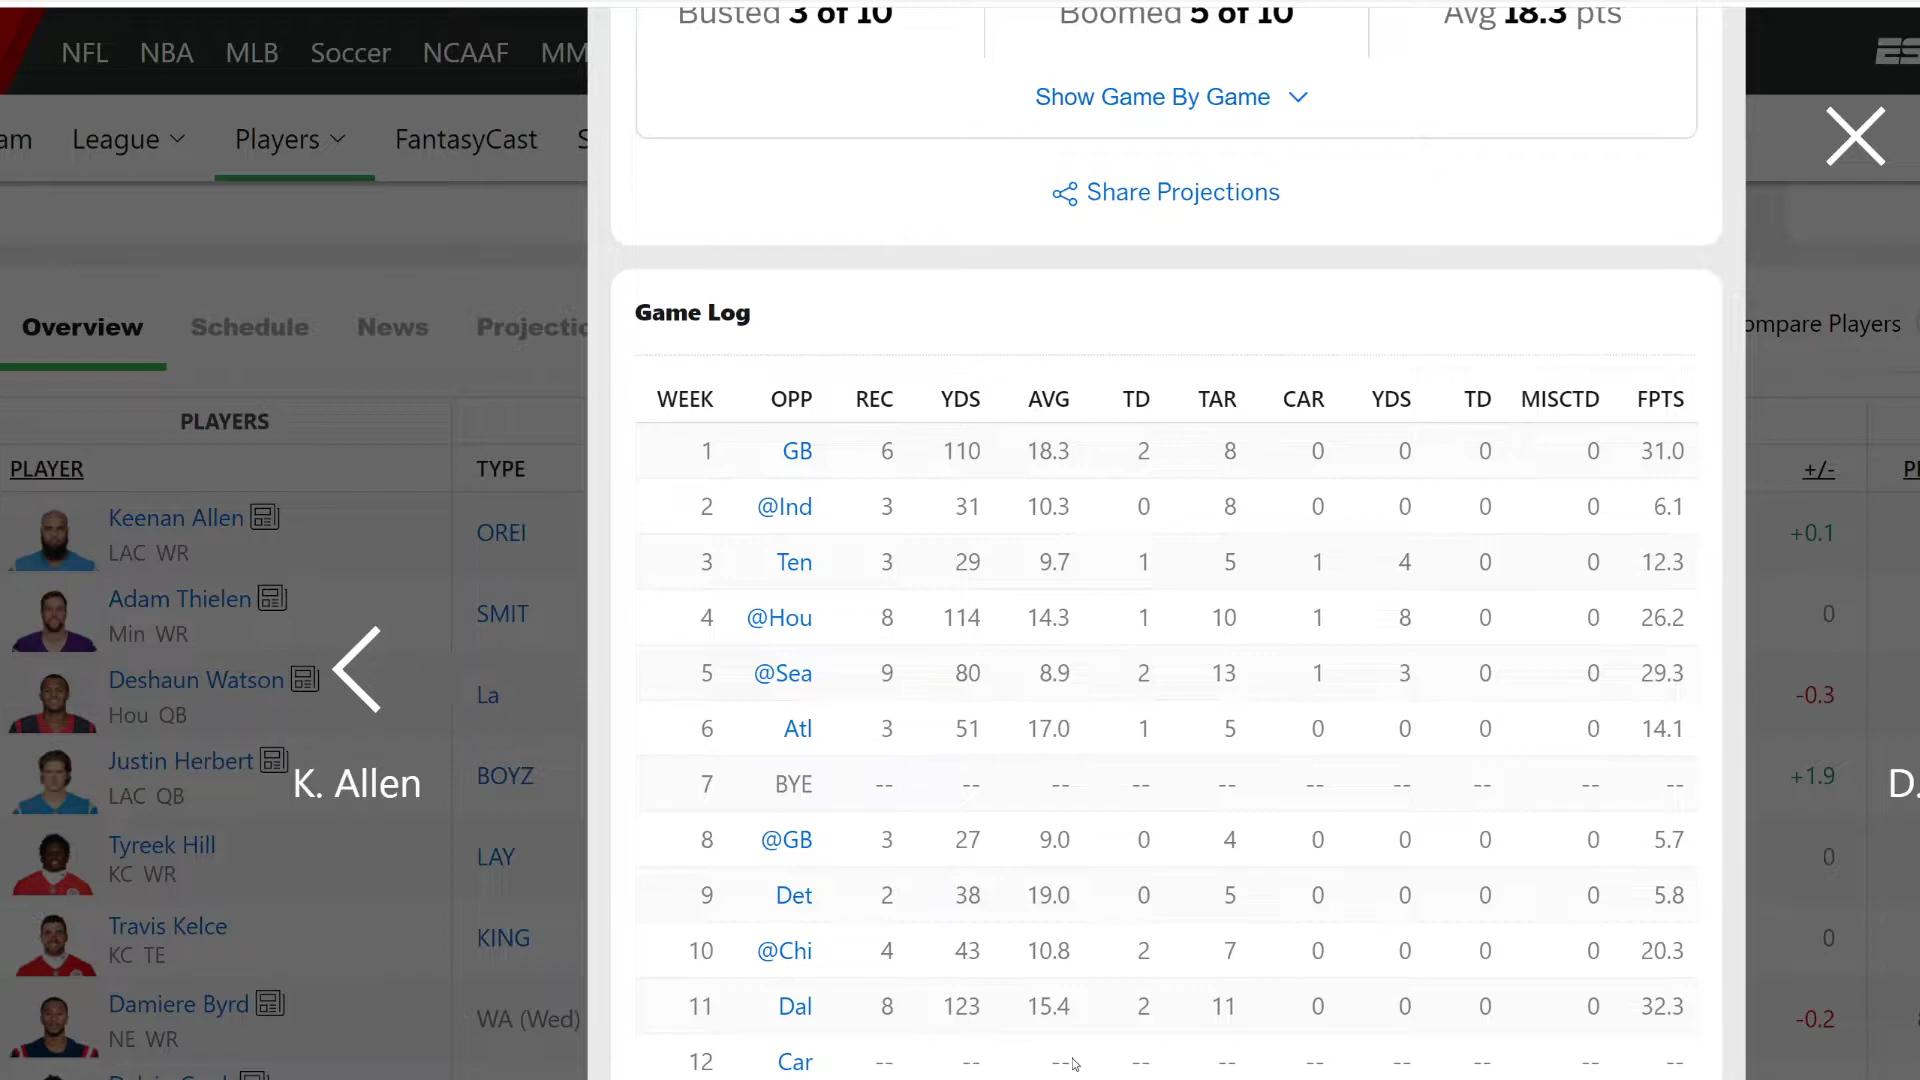 Busted 3 of 10 Boomed 5 of 10 Avg 18.3 pts
NFL NBA MLB Soccer NCAAF MM
Show Game By Game
am League Players FantasyCast S
Share Projections
Game Log
Overview Schedule News Projectio
ompare Players
WEEK OPP REC YDS AVG TD TAR CAR YDS TD MISCTD FPTS
PLAYERS
1 GB 6 110 18.3 2 8 0 0 0 0 31.0
PLAYER TYPE +/-
2 @Ind 3 31 10.3 0 8 0 0 0 0 6.1
Keenan Allen
LAC WR
OREI +0.1
3 Ten 3 29 9.7 1 5 1 4 0 0 12.3
Adam Thielen
Min WR
SMIT 0
4 @Hou 8 114 14.3 1 10 1 8 0 0 26.2
5 @Sea 9 80 8.9 2 13 1 3 0 0 29.3
Deshaun Watson
Hou QB
La -0.3
6 Atl 3 51 17.0 1 5 0 0 0 0 14.1
Justin Herbert
LAC QB
BOYZ +1.9
K. Allen D.
7 BYE -- -- -- -- -- -- -- -- -- --
8 @GB 3 27 9.0 0 4 0 0 0 0 5.7
Tyreek Hill
KC WR
LAY 0
9 Det 2 38 19.0 0 5 0 0 0 0 5.8
Travis Kelce
KC TE
KING 0
10 @Chi 4 43 10.8 2 7 0 0 0 0 20.3
11 Dal 8 123 15.4 2 11 0 0 0 0 32.3
Damiere Byrd
NE WR
WA (Wed) -0.2
12 Car -- -- -- -- -- -- -- -- -- --